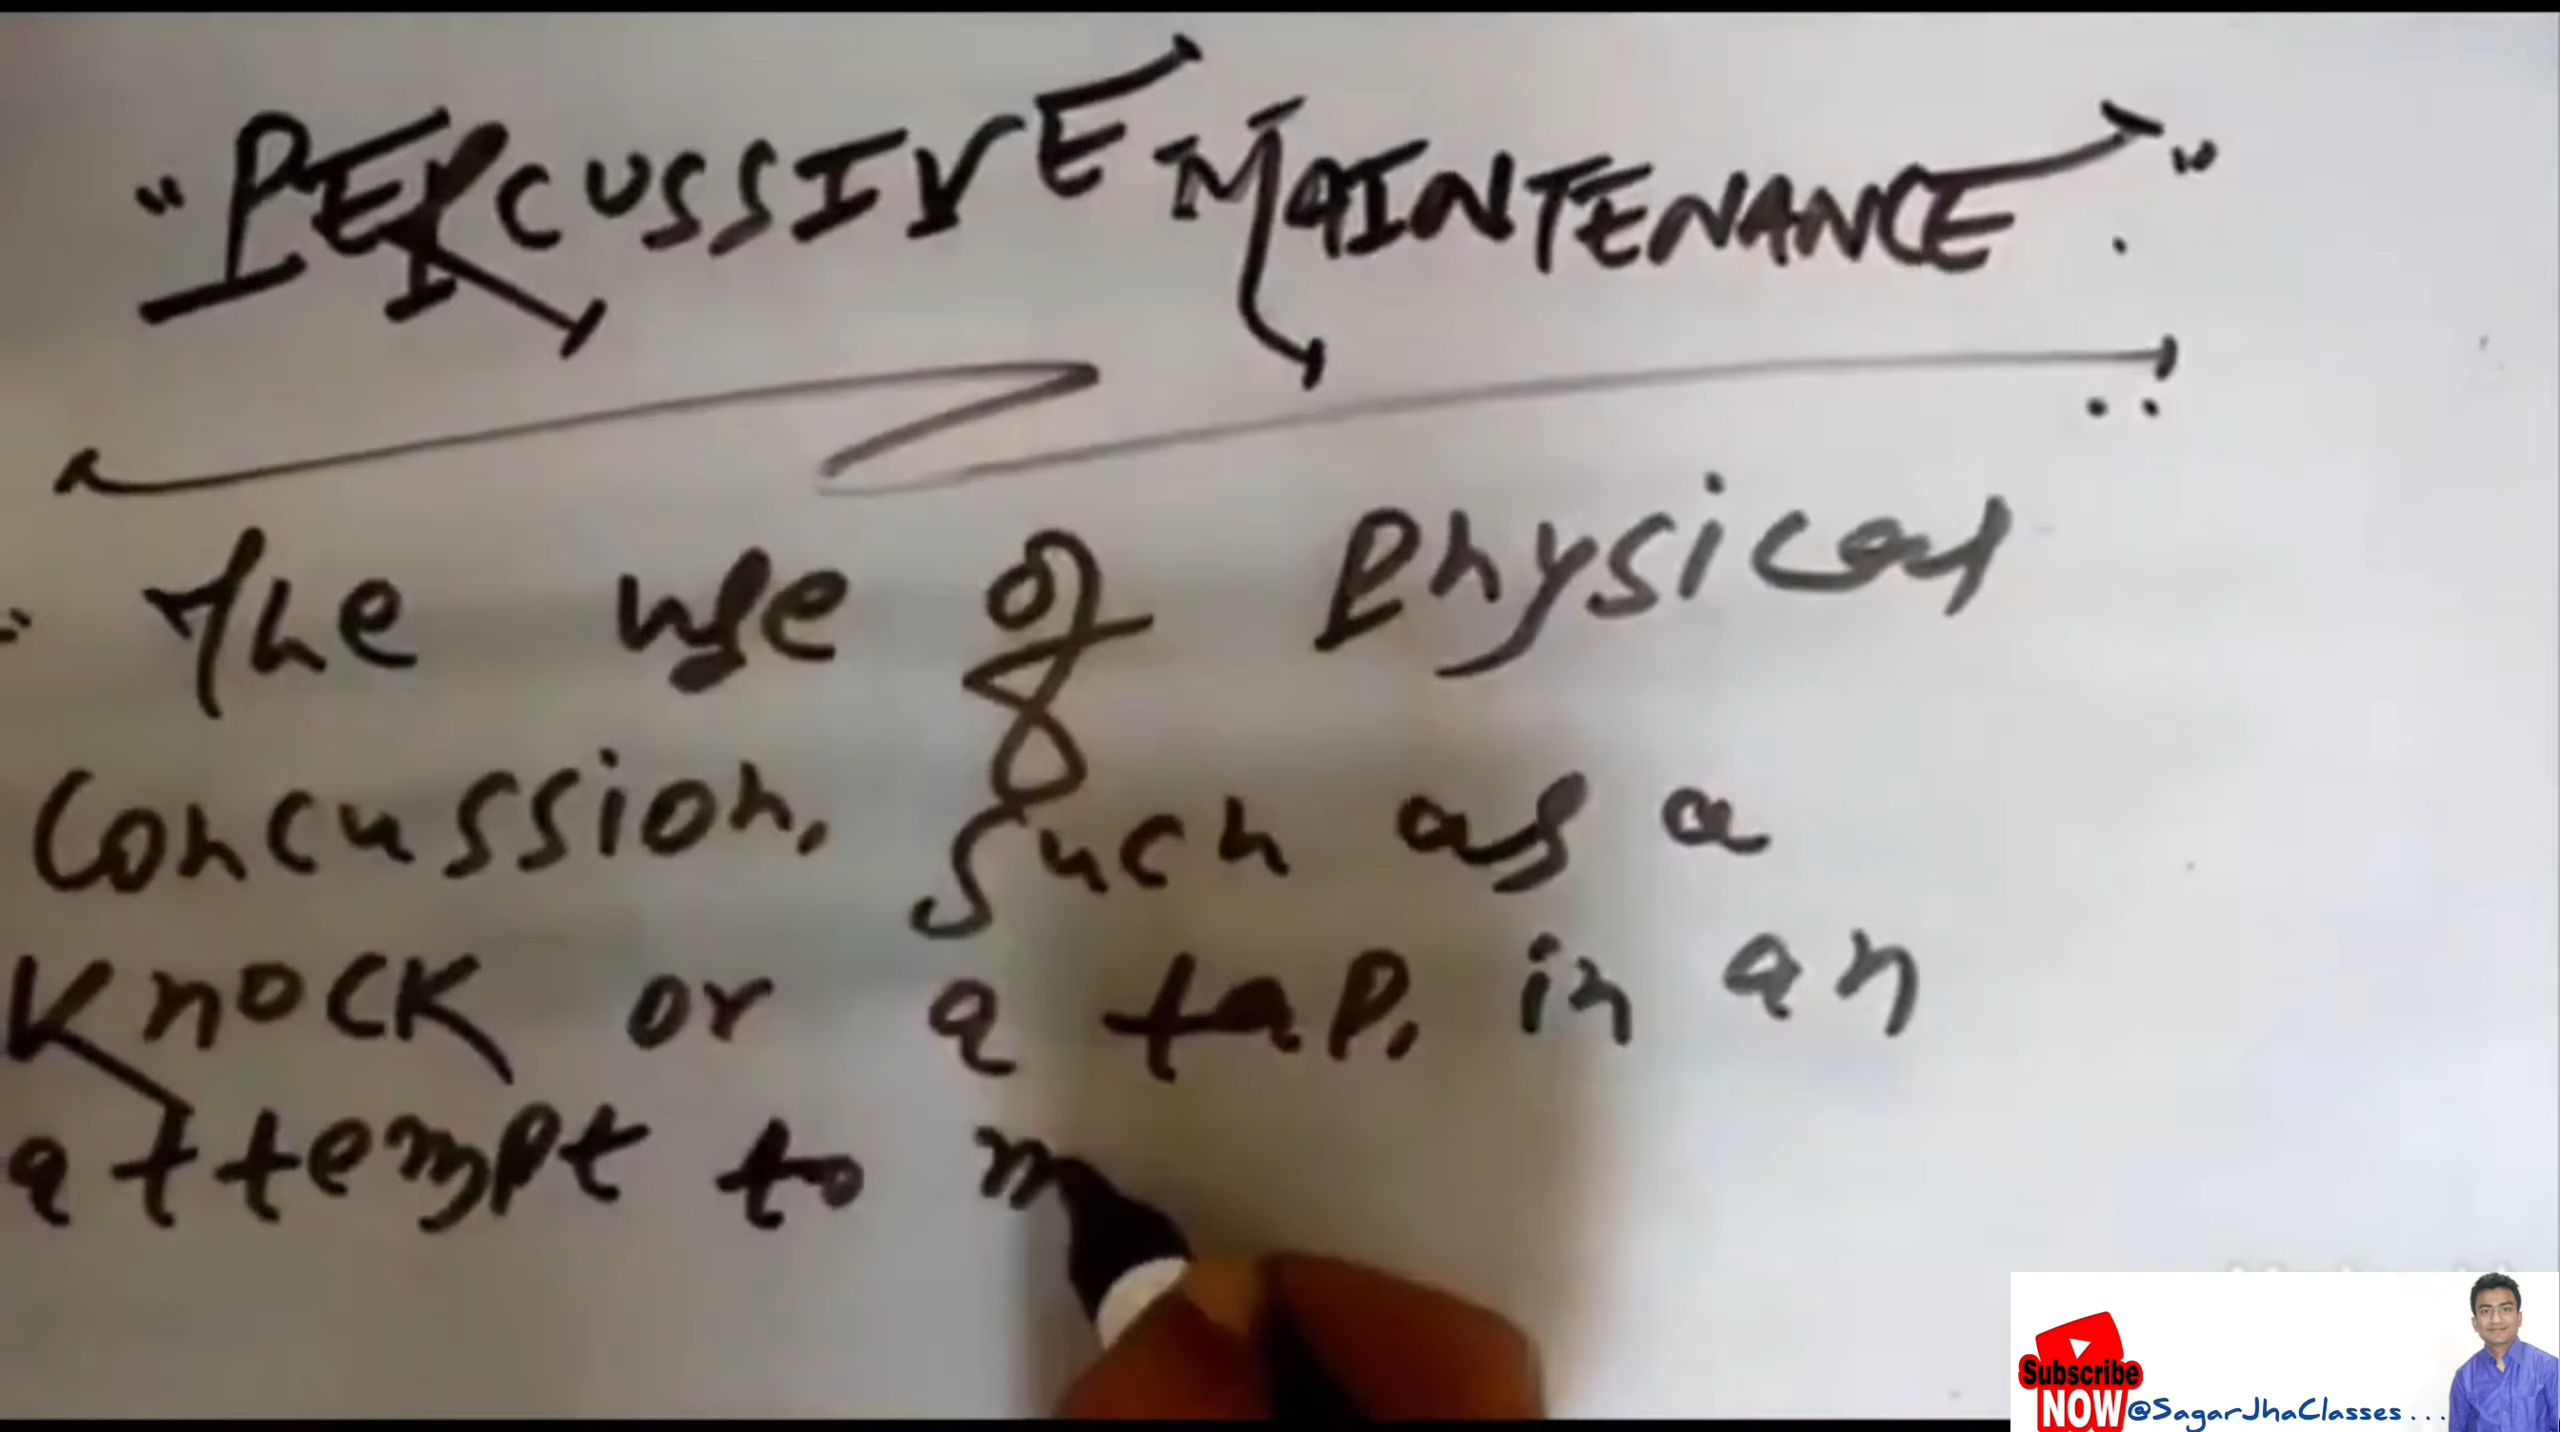 "PERCUSSIVE MAINTENANCE."
The use of Physical
Concussion, Such as a
Knock or a tap, in an
attempt to m
Subscribe
NOW
@SagarJhaClasses...